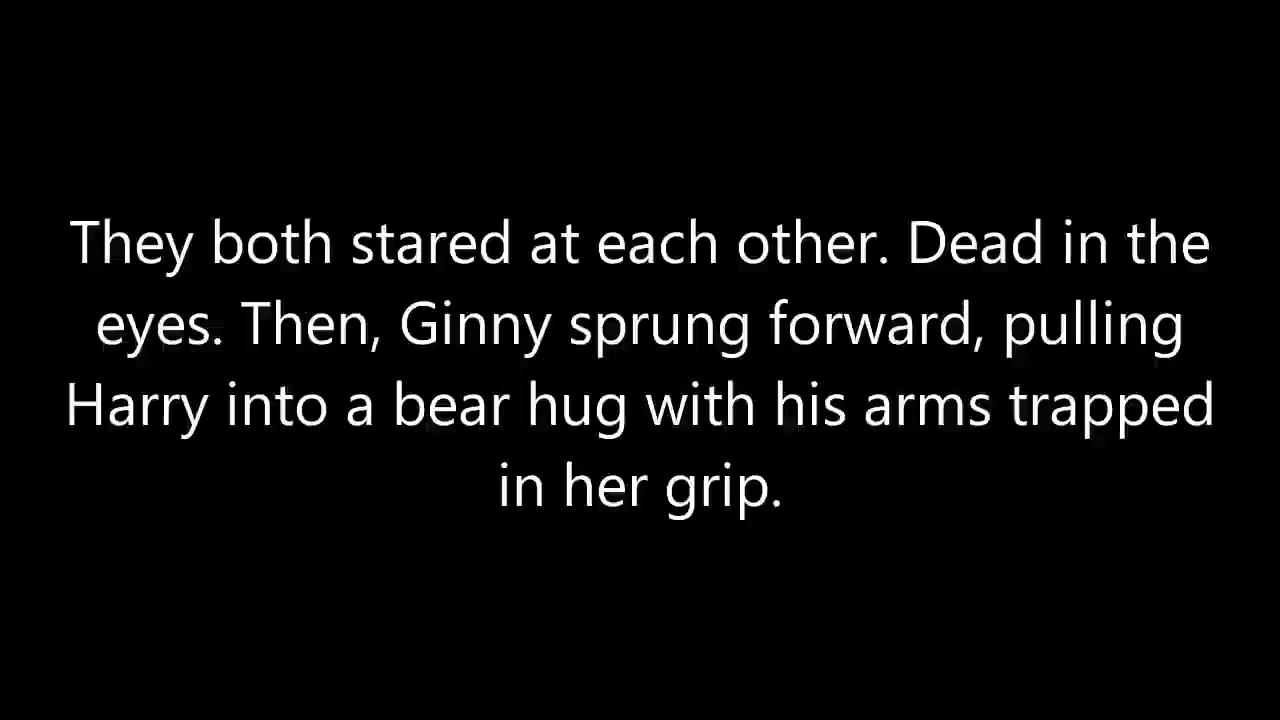 They both stared at each other. Dead in the
eyes. Then, Ginny sprung forward, pulling
Harry into a bear hug with his arms trapped
in her grip.